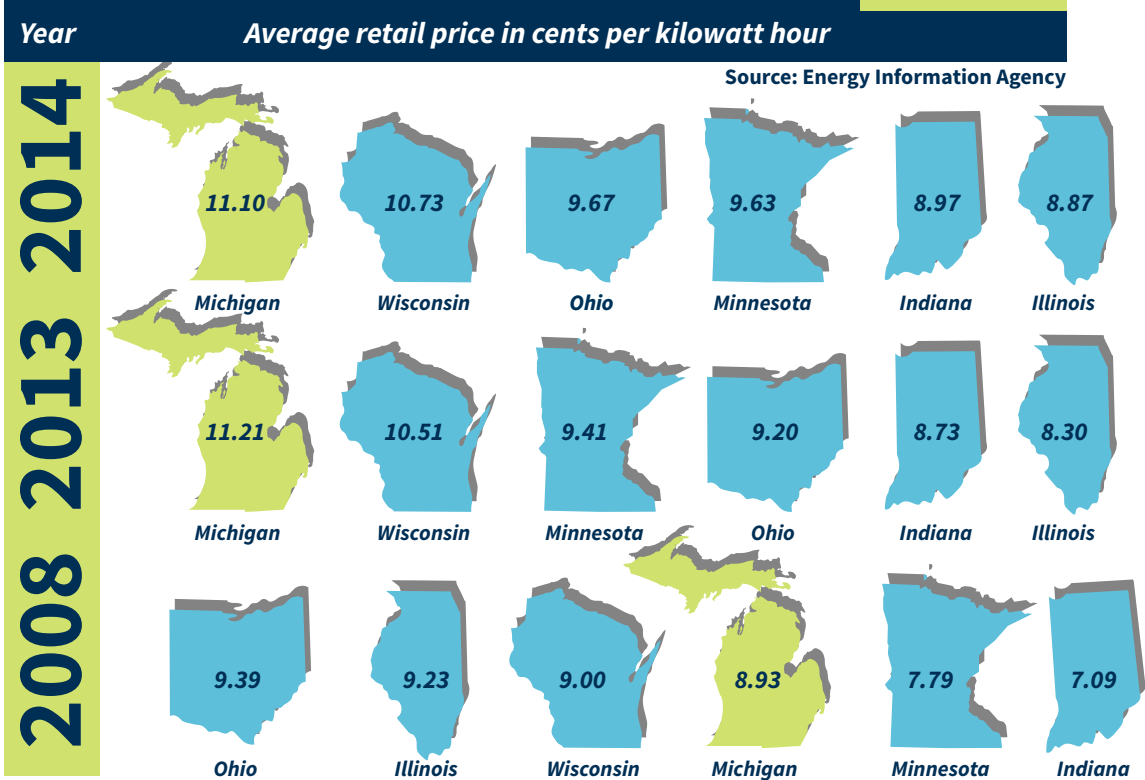 Year Average retail price in cents per kilowatt hour
Source: Energy Information Agency
2014
11.10 10.73 9.67 9.63 8.97 8.87
Michigan Wisconsin Ohio Minnesota Indiana Illinois
2013
11.21 10.51 9.41 9.20 8.73 8.30
Michigan Wisconsin Minnesota Ohio Indiana Illinois
2008
9.39 9.23 9.00 8.93 7.79 7.09
Ohio Illinois Wisconsin Michigan Minnesota Indiana